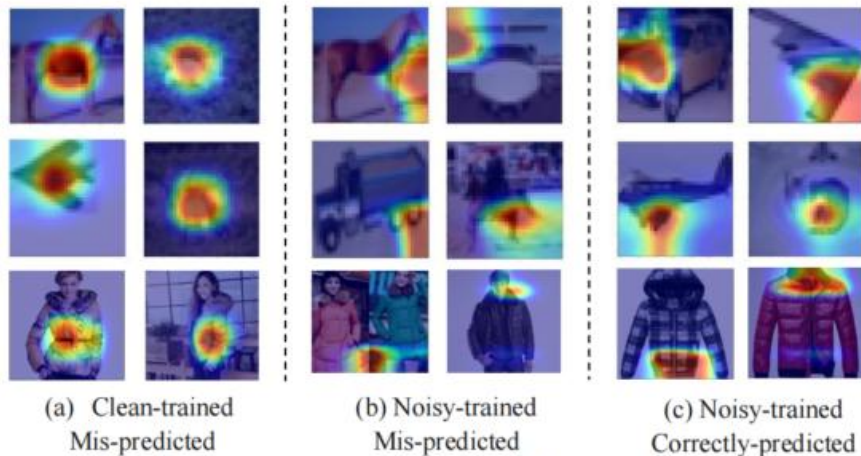 (a) Clean-trained
Mis-predicted
(b) Noisy-trained
Mis-predicted
(c) Noisy-trained
Correctly-predicted